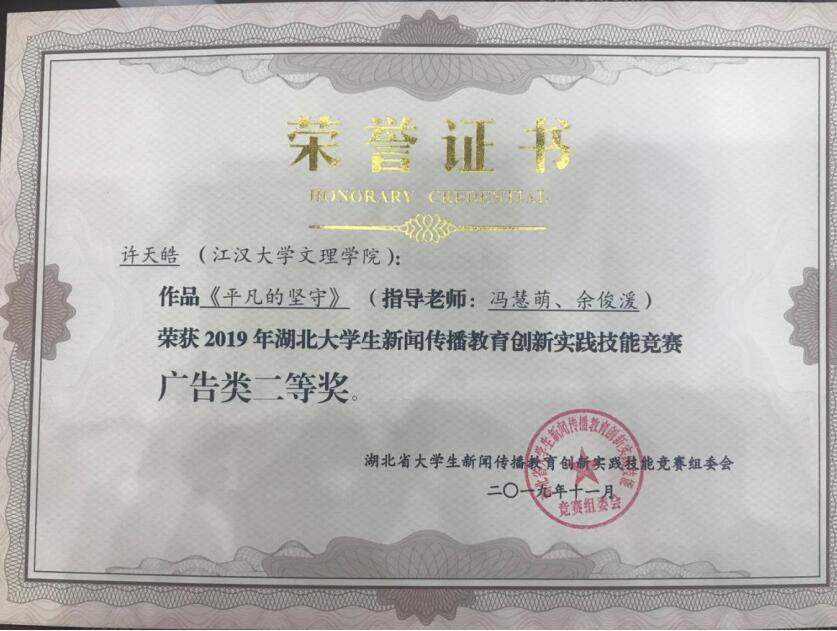 荣誉证书
HONORARY CREDENTIAL
许天皓（江汉大学文理学院）：
作品《平凡的坚守》（指导老师：冯慧萌、余俊湲）
荣获2019年湖北大学生新闻传播教育创新实践技能竞赛
广告类二等奖。
湖北省大学生新闻传播教育创新实践技能竞赛组委会
二〇一九年十一月
竞赛组委会